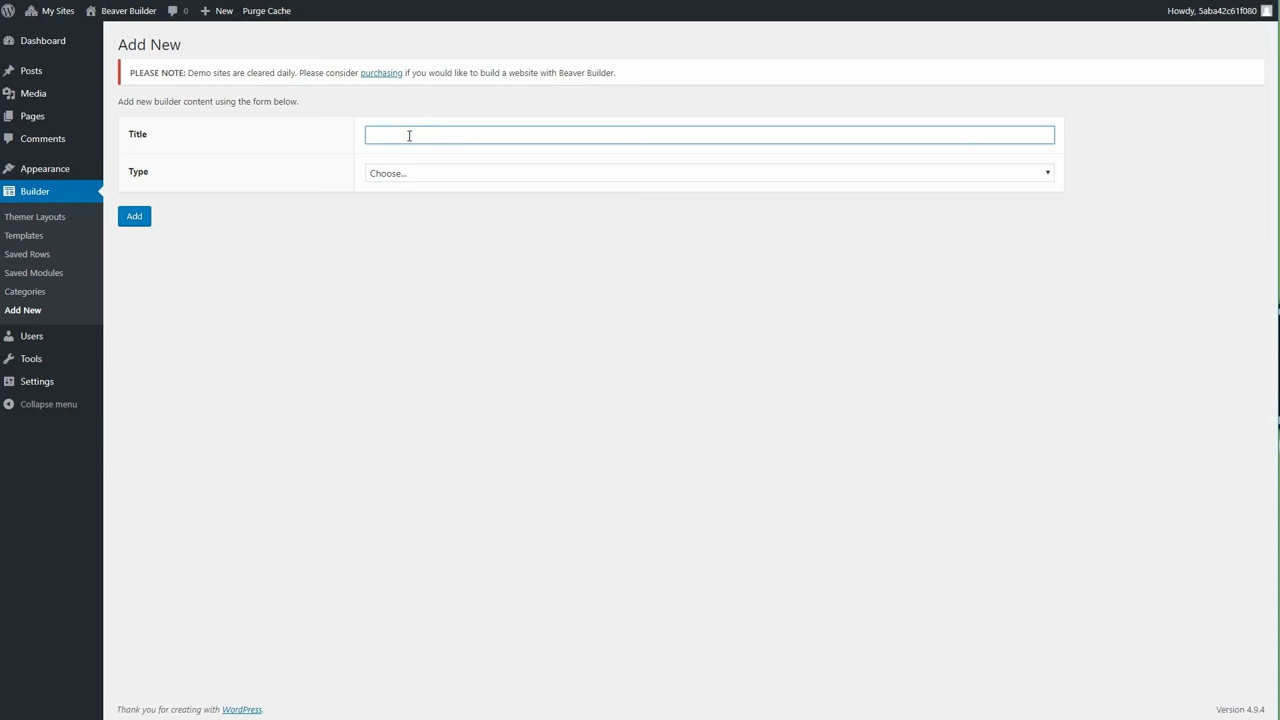 My Sites Beaver Builder 0 New Purge Cache Howdy, 5aba42c61f080
Dashboard
Posts
Media
Pages
Comments
Appearance
Builder
Themer Layouts
Templates
Saved Rows
Saved Modules
Categories
Add New
Users
Tools
Settings
Collapse menu
Add New
PLEASE NOTE: Demo sites are cleared daily. Please consider purchasing if you would like to build a website with Beaver Builder.
Add new builder content using the form below.
Title
Type Choose...
Add
Thank you for creating with WordPress. Version 4.9.4